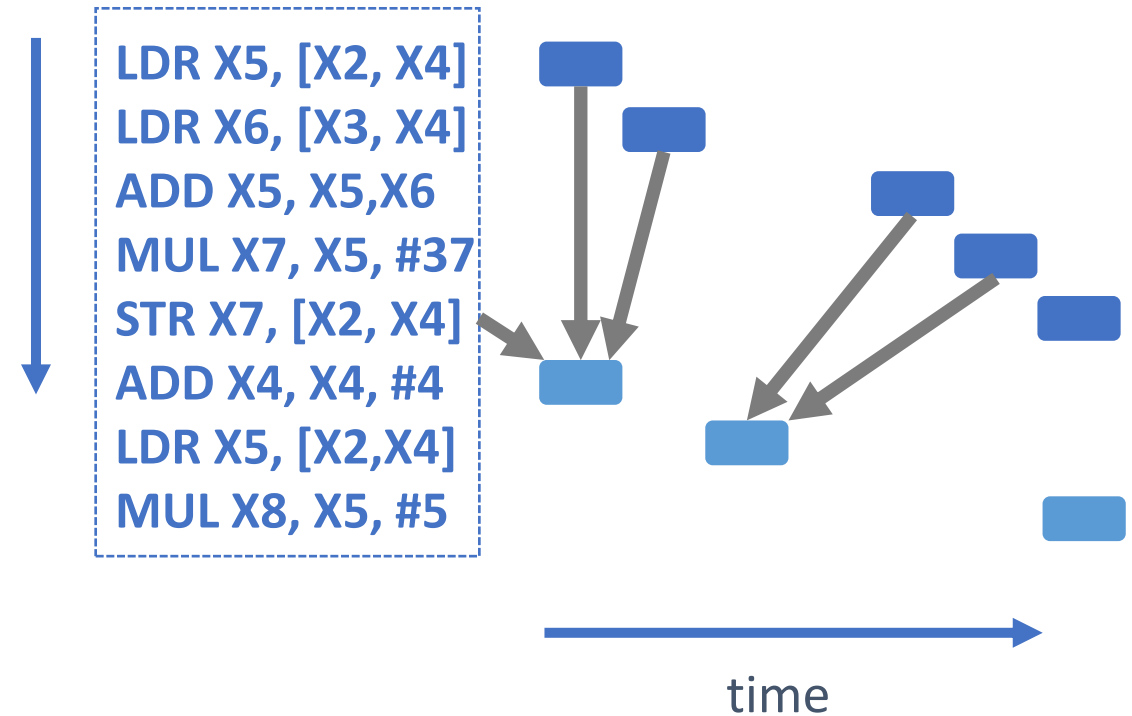 LDR X5, [X2, X4]
LDR X6, [X3, X4]
ADD X5, X5,X6
MUL X7, X5, #37
STR X7, [X2, X4]
ADD X4, X4, #4
LDR X5, [X2,X4]
MUL X8, X5, #5
time